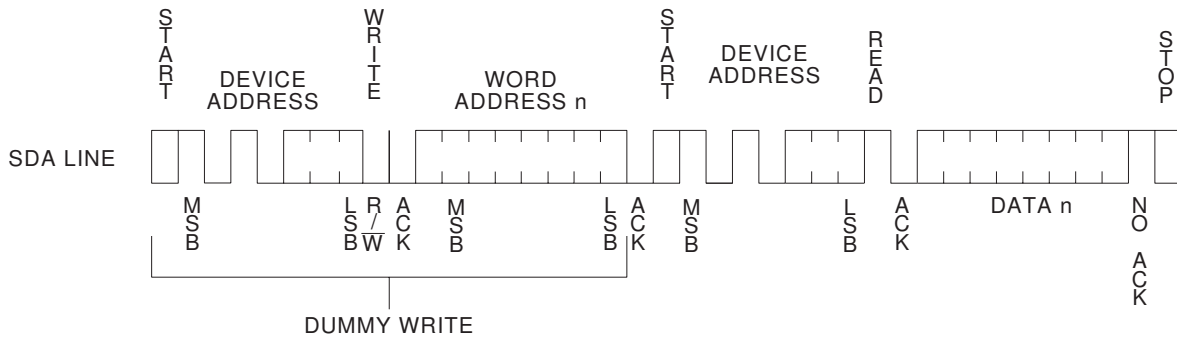 START
WRITE
START
READ
STOP
DEVICE
ADDRESS
WORD
ADDRESS n
DEVICE
ADDRESS
SDA LINE
MSB
LSB
R/W
ACK
MSB
LSB
ACK
MSB
LSB
ACK
DATA n
NO ACK
DUMMY WRITE